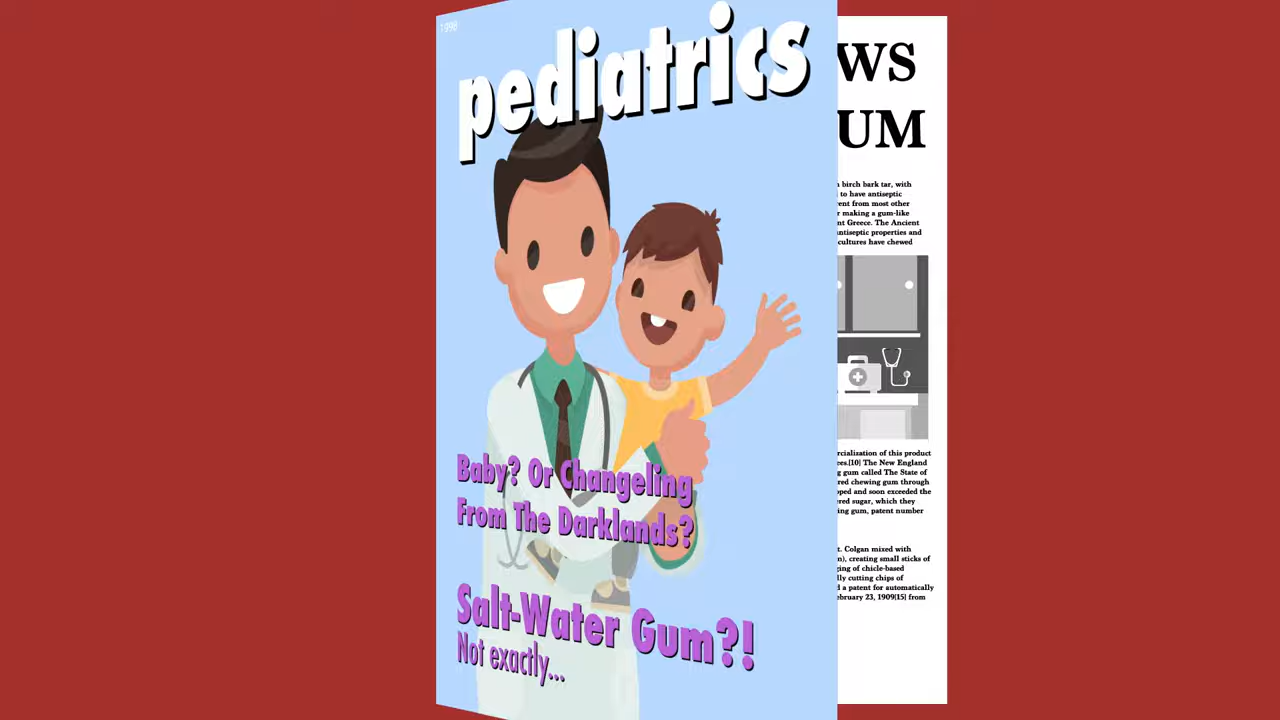 1998
pediatrics
Baby? Or Changeling
From The Darklands?
Salt-Water Gum?!
Not exactly...
WS
UM
birch bark tar, with
to have antiseptic
ent from most other
r making a gum-like
nt Greece. The Ancient
ntiseptic properties and
cultures have chewed
rcialization of this product
ees.[10] The New England
g gum called The State of
red chewing gum through
oped and soon exceeded the
ered sugar, which they
ing gum, patent number
t. Colgan mixed with
n), creating small sticks of
ging of chicle-based
lly cutting chips of
d a patent for automatically
ebruary 23, 1909[15] from